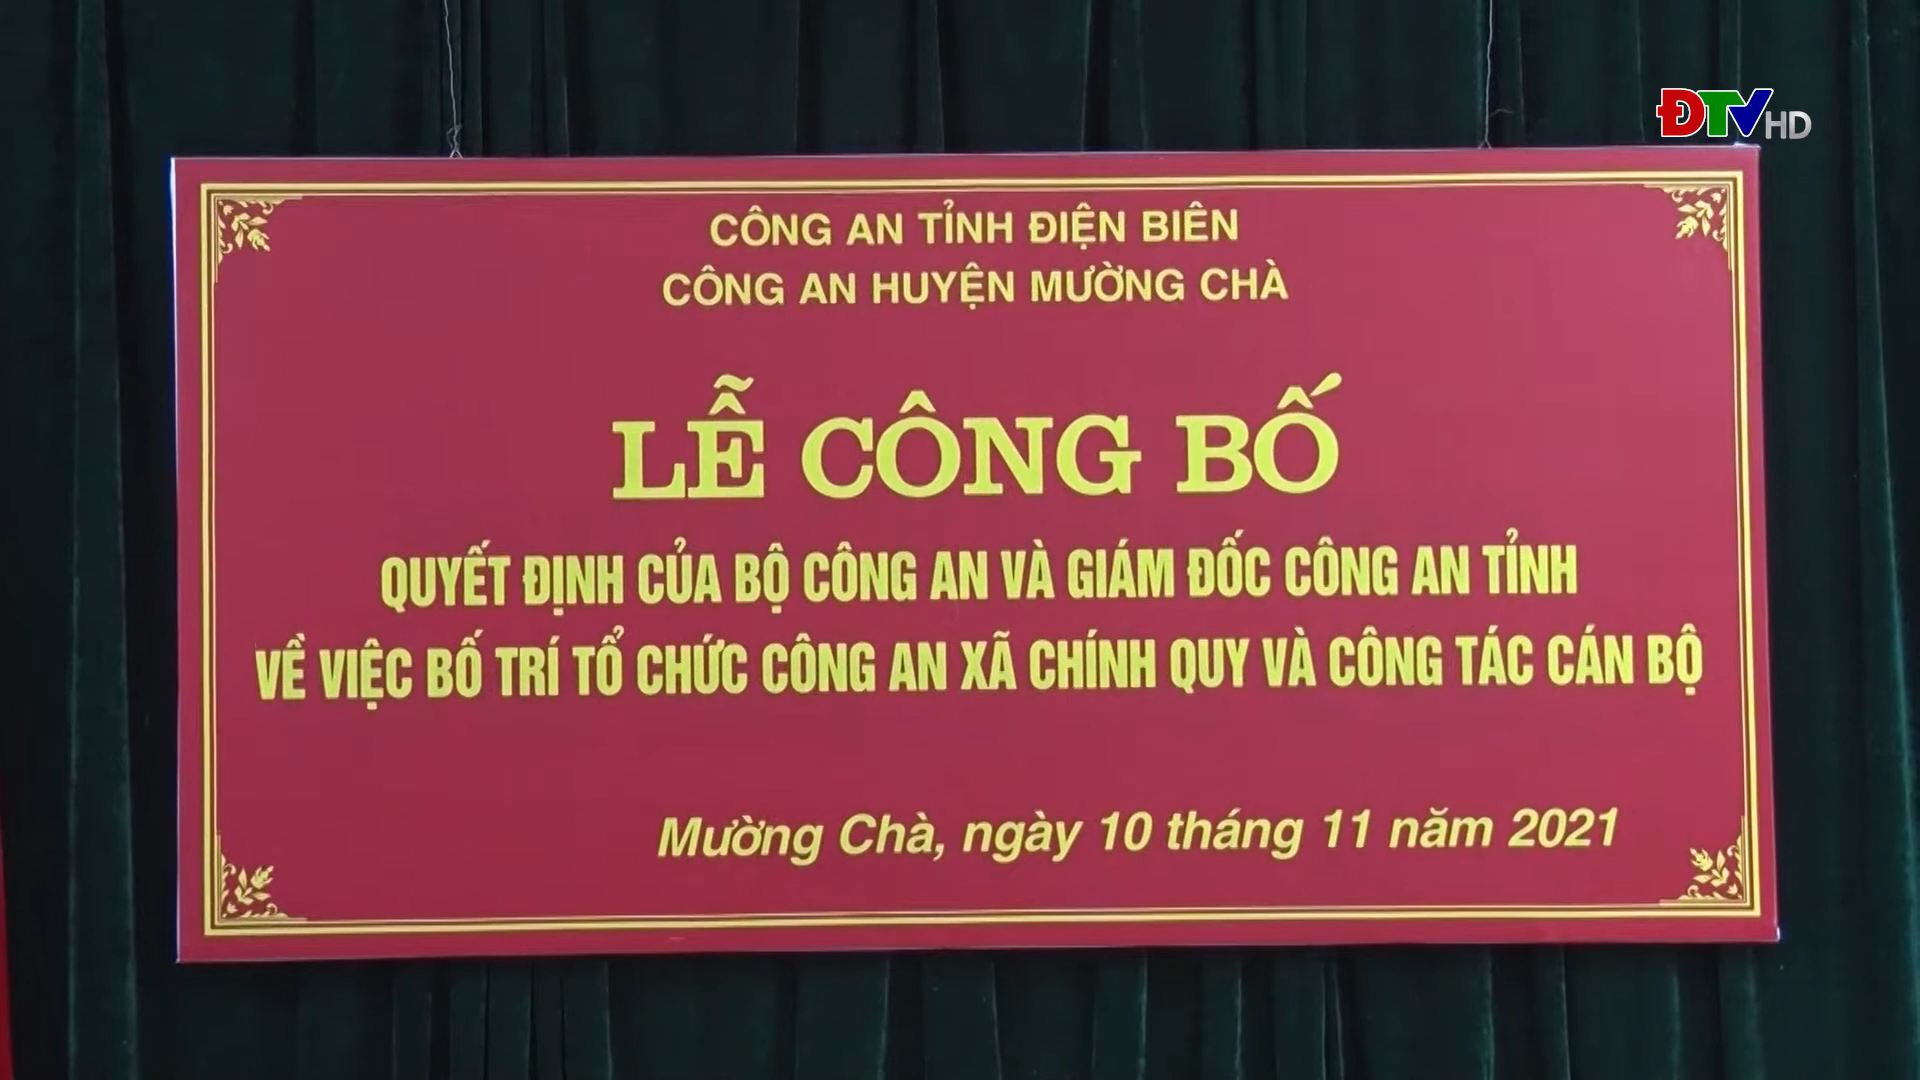 ĐTV HD
CÔNG AN TỈNH ĐIỆN BIÊN
CÔNG AN HUYỆN MƯỜNG CHÀ
LỄ CÔNG BỐ
QUYẾT ĐỊNH CỦA BỘ CÔNG AN VÀ GIÁM ĐỐC CÔNG AN TỈNH
VỀ VIỆC BỐ TRÍ TỔ CHỨC CÔNG AN XÃ CHÍNH QUY VÀ CÔNG TÁC CÁN BỘ
Mường Chà, ngày 10 tháng 11 năm 2021